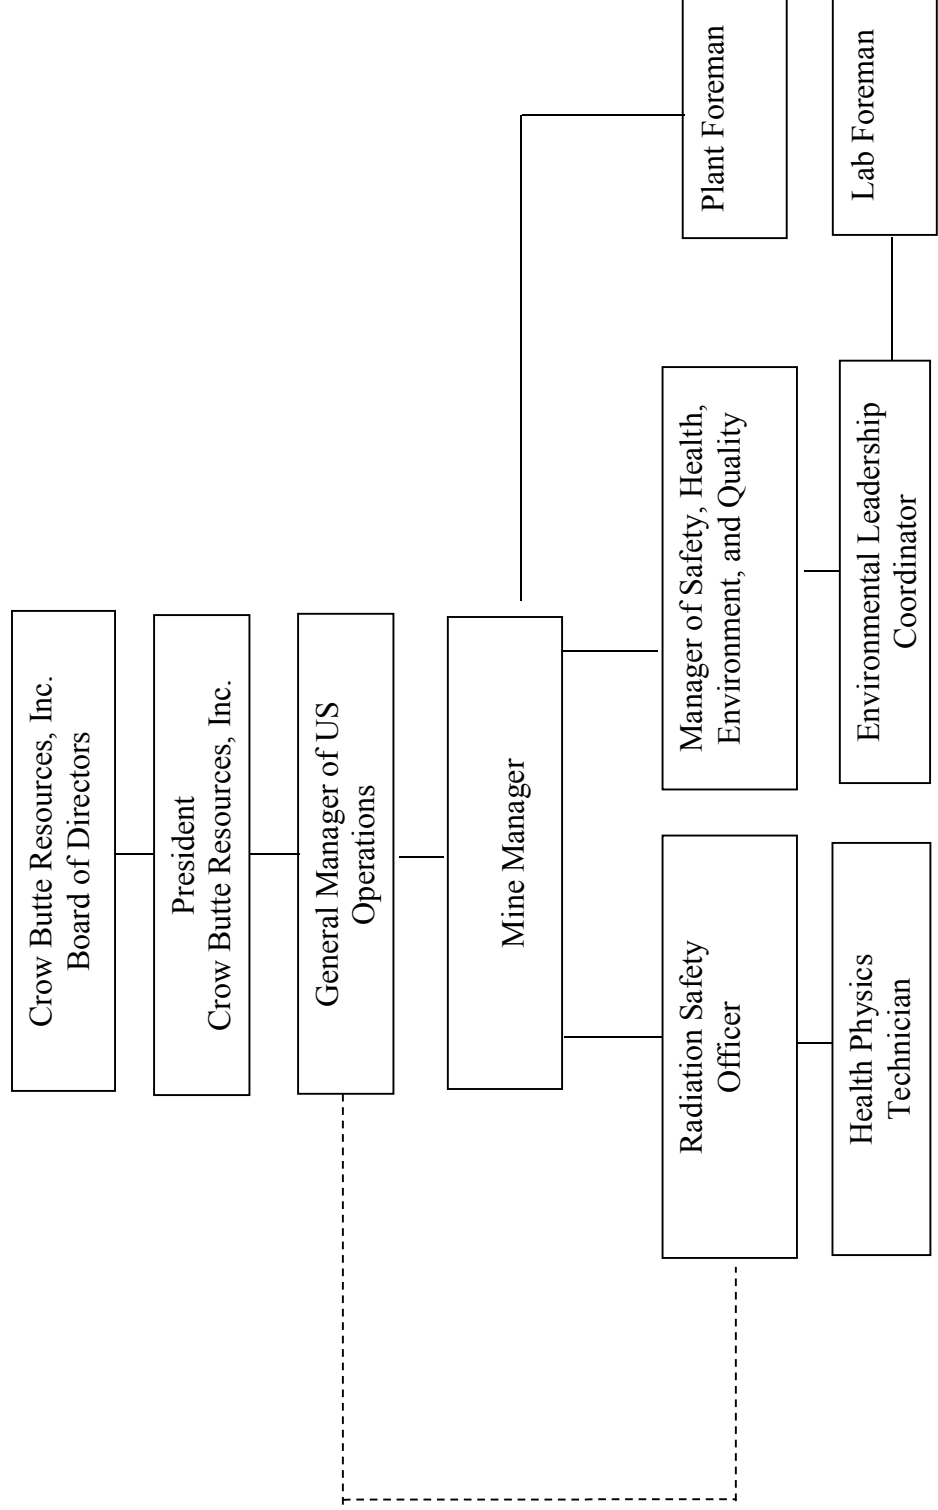 Crow Butte Resources, Inc.
Board of Directors
President
Crow Butte Resources, Inc.
General Manager of US
Operations
Mine Manager
Radiation Safety
Officer
Manager of Safety, Health,
Environment, and Quality
Plant Foreman
Health Physics
Technician
Environmental Leadership
Coordinator
Lab Foreman